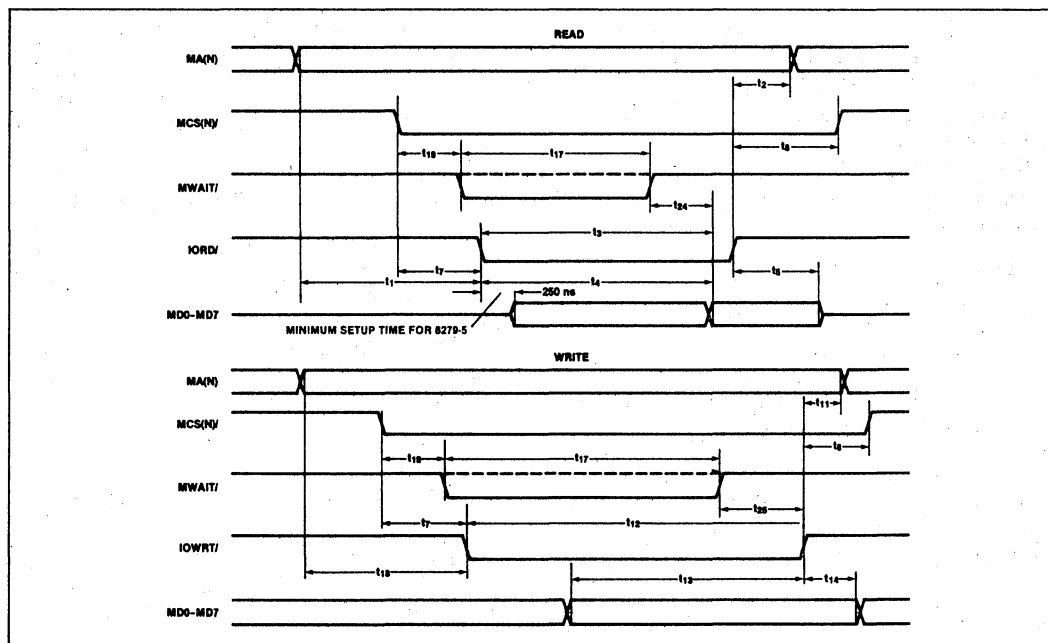 READ
MA(N)
t2
MCS(N)/
t8
t19
t17
MWAIT/
t24
t3
IORD/
t7
t5
t1
t4
250 ns
MD0–MD7
MINIMUM SETUP TIME FOR 8279-5
WRITE
MA(N)
t11
MCS(N)/
t8
t19
t17
MWAIT/
t25
t7
t12
IOWRT/
t18
t13
t14
MD0–MD7